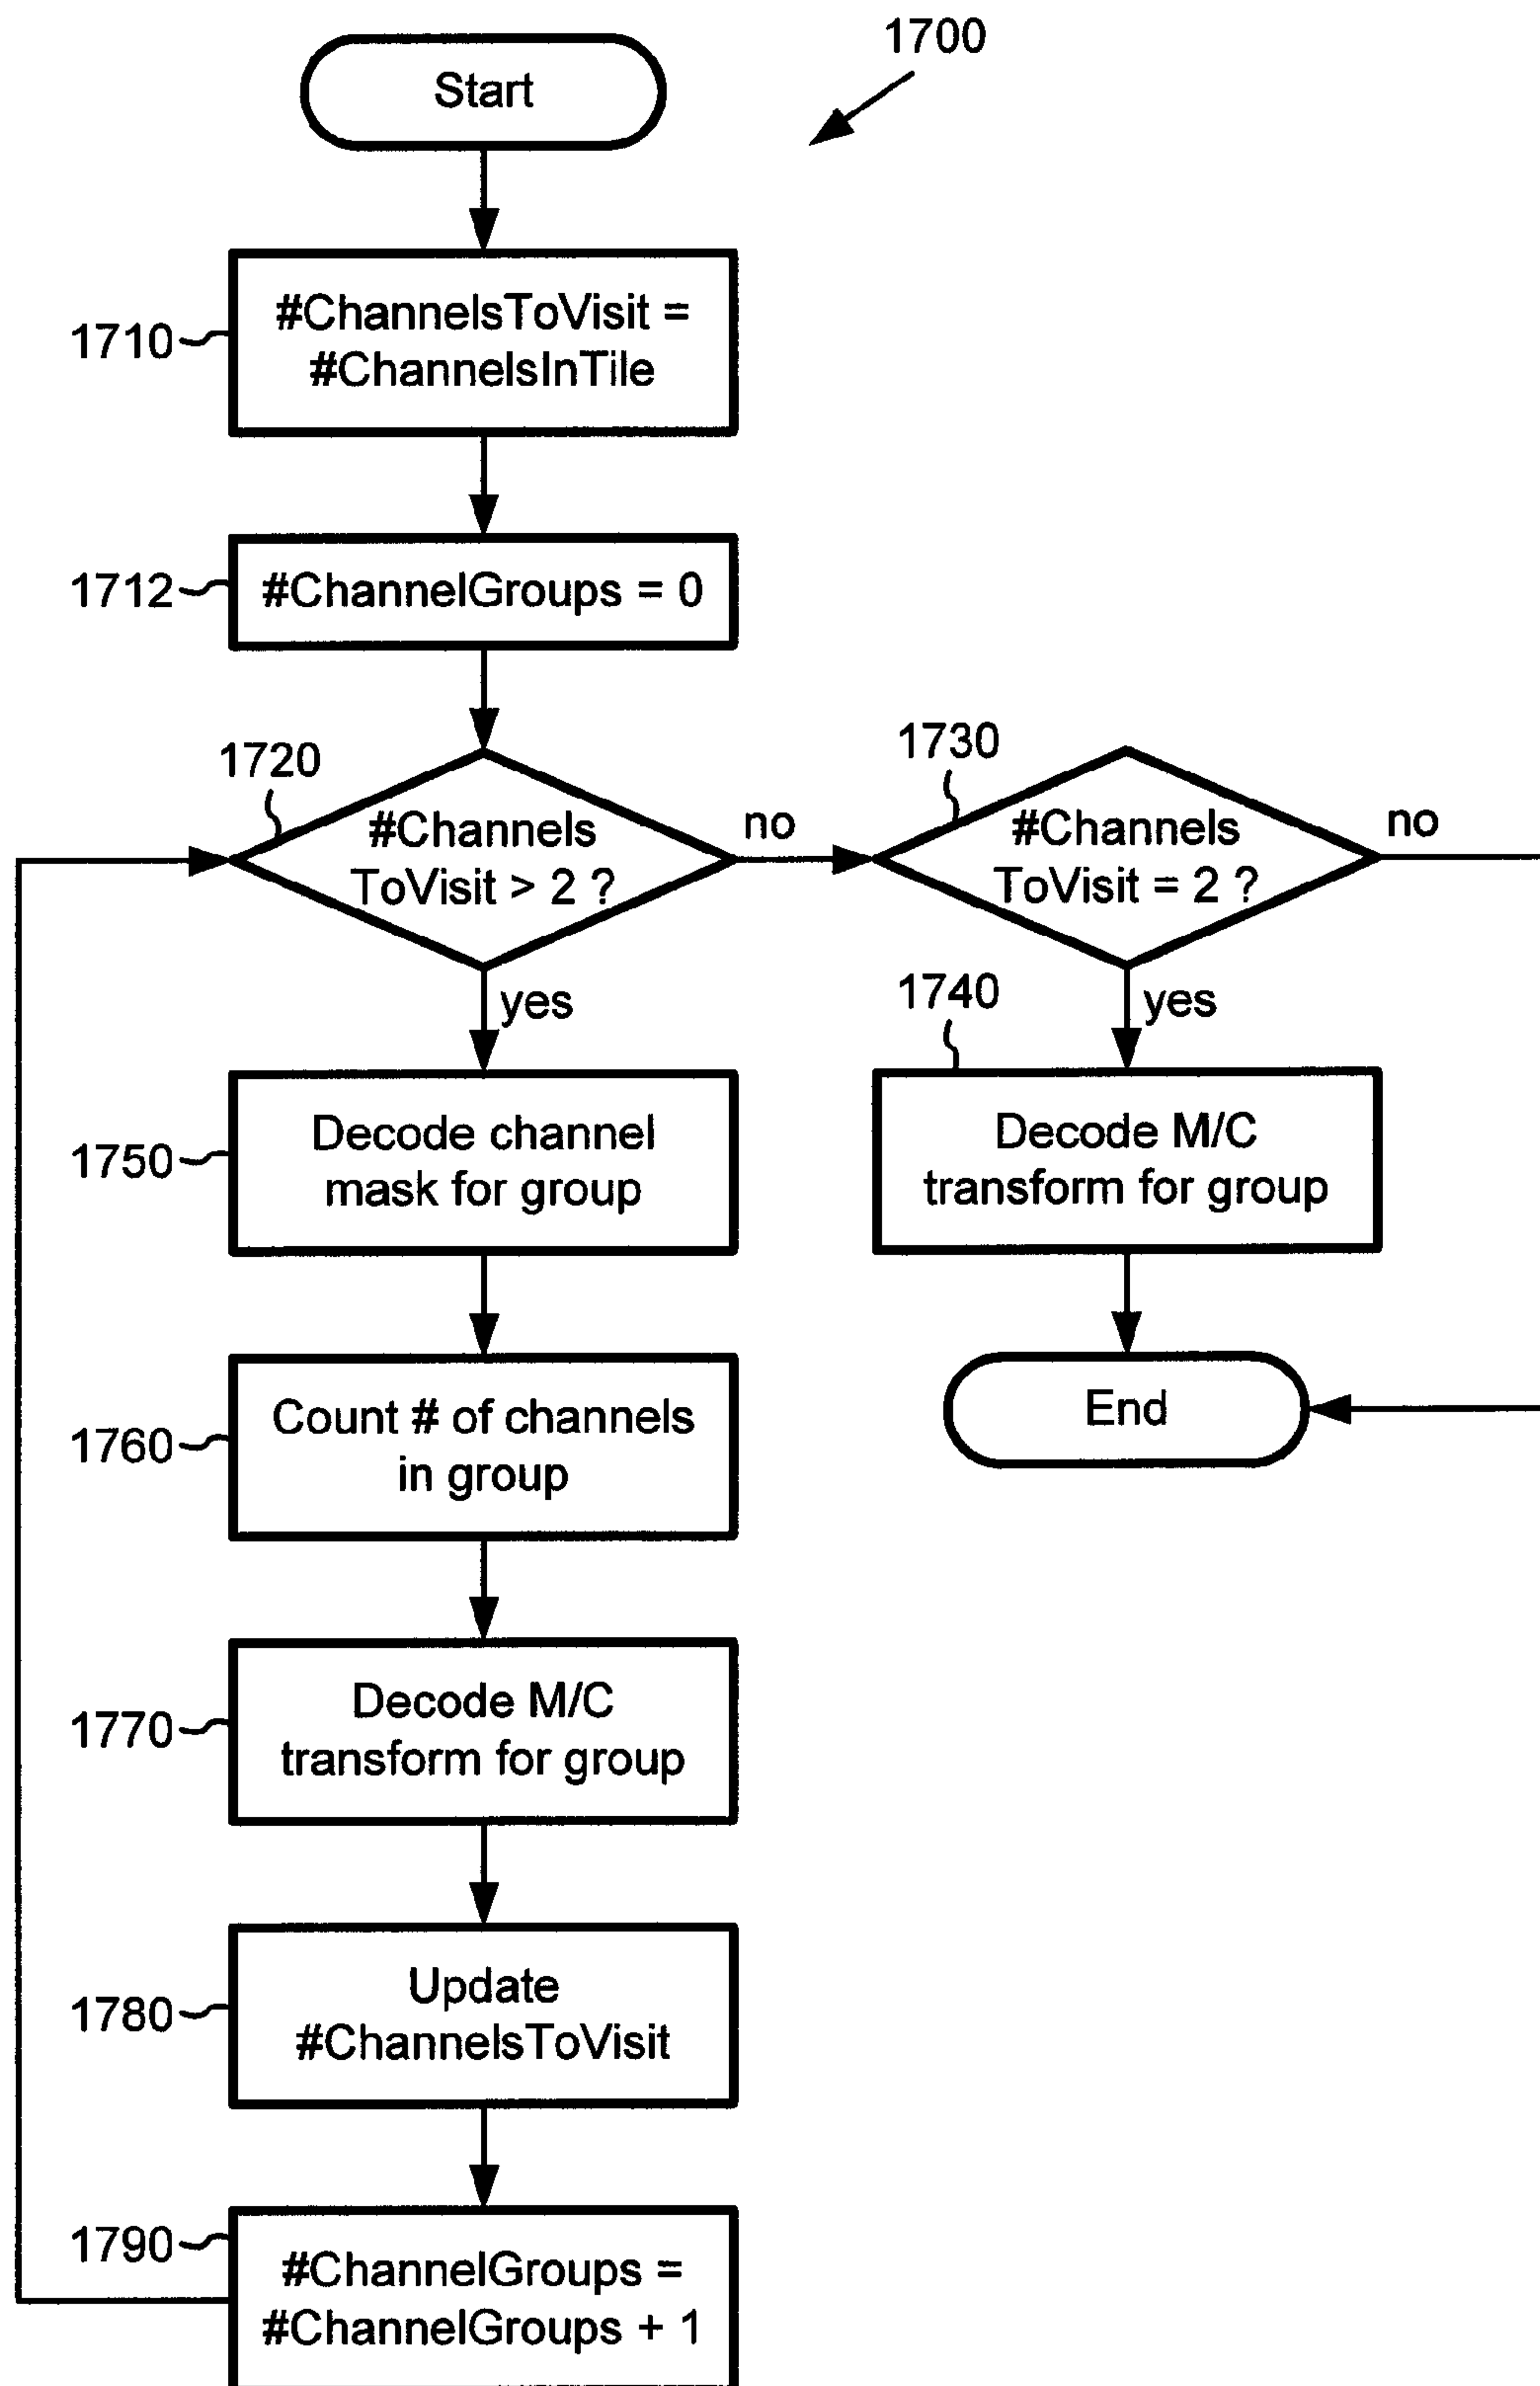 1700
Start
1710
#ChannelsToVisit =
#ChannelsInTile
1712
#ChannelGroups = 0
1720
#Channels
ToVisit > 2 ?
no
yes
1730
#Channels
ToVisit = 2 ?
no
yes
1740
Decode M/C
transform for group
End
1750
Decode channel
mask for group
1760
Count # of channels
in group
1770
Decode M/C
transform for group
1780
Update
#ChannelsToVisit
1790
#ChannelGroups =
#ChannelGroups + 1